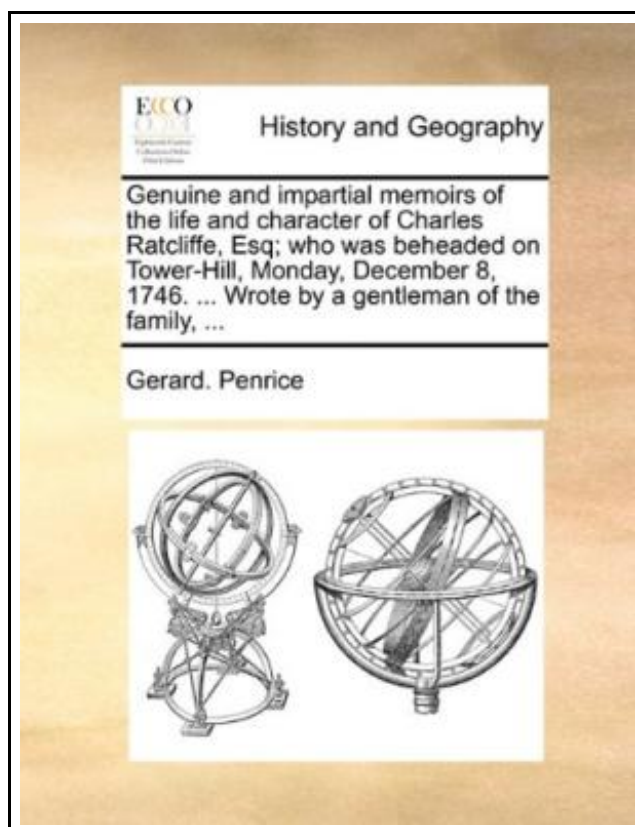 ECCO
History and Geography
Genuine and impartial memoirs of
the life and character of Charles
Ratcliffe, Esq; who was beheaded on
Tower-Hill, Monday, December 8,
1746. ... Wrote by a gentleman of the
family, ...
Gerard. Penrice